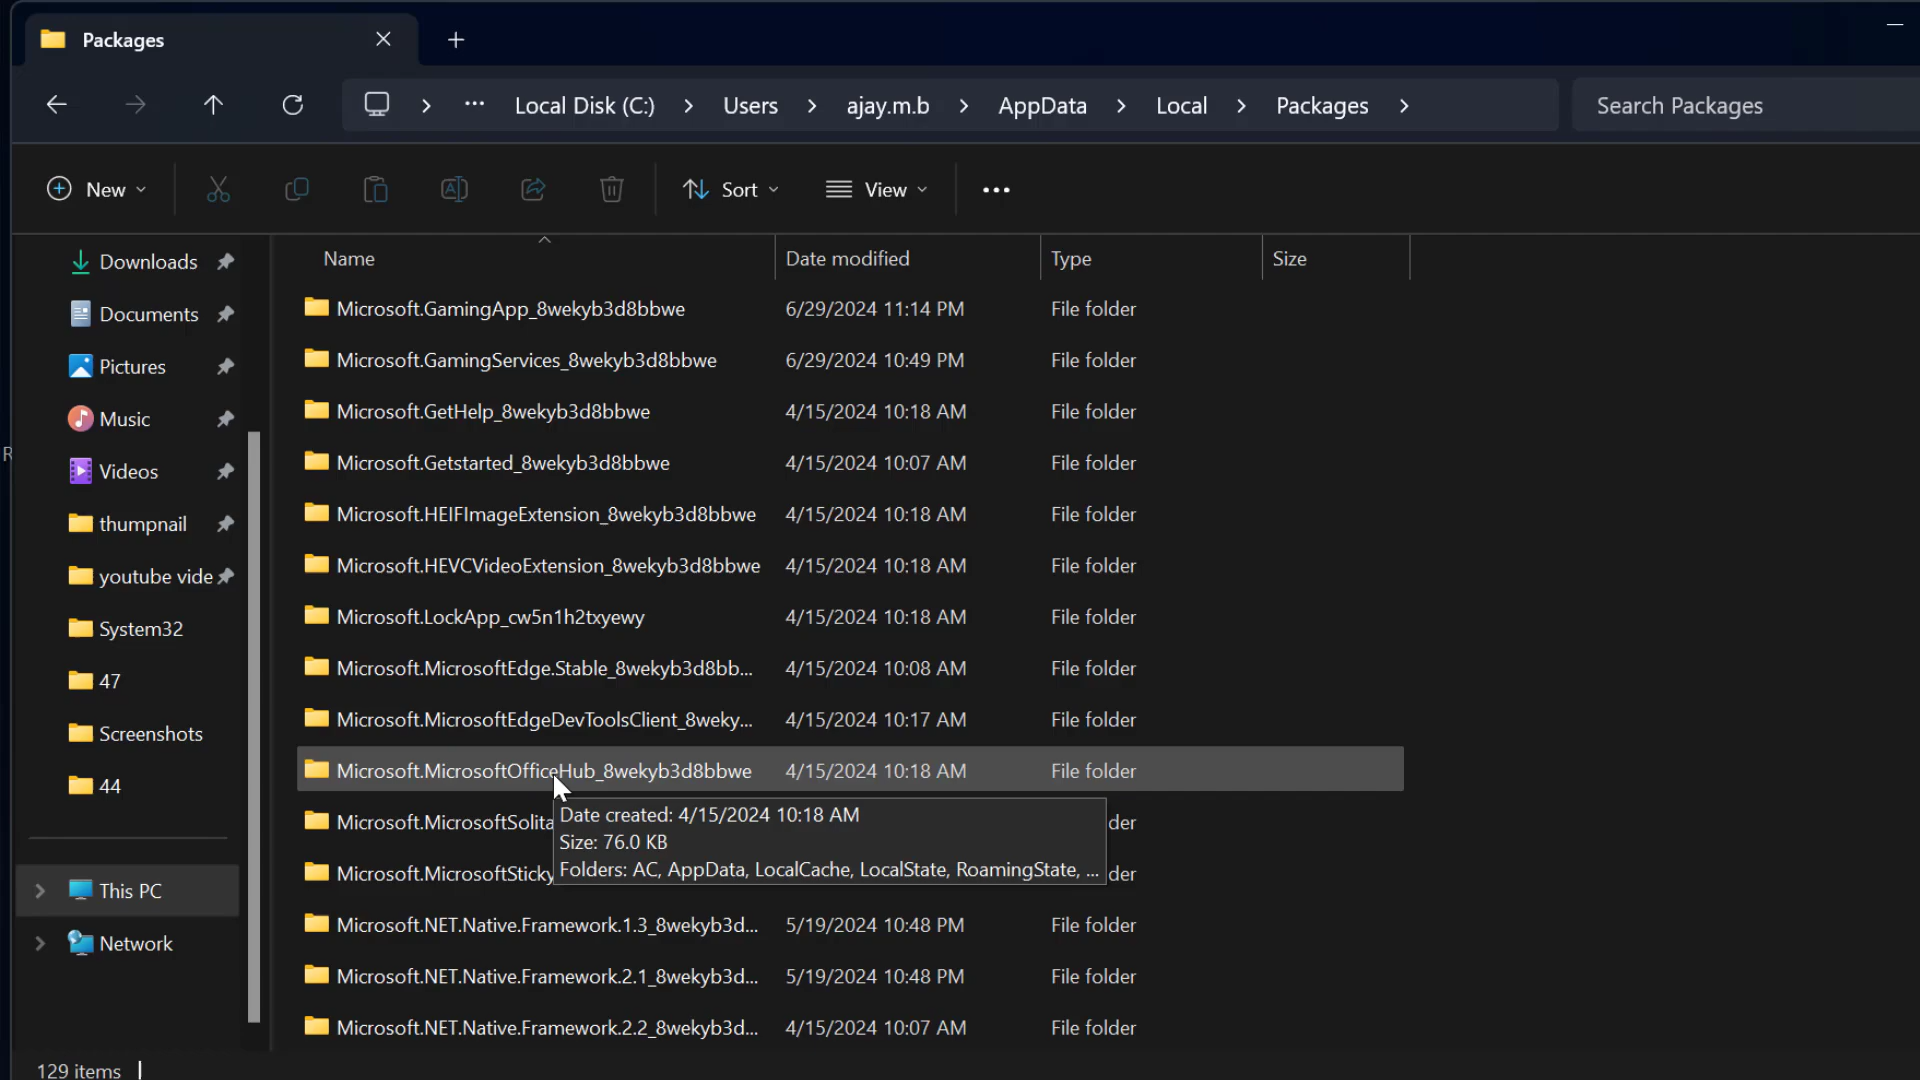 Packages
Local Disk (C:) Users ajay.m.b AppData Local Packages
Search Packages
New
Sort
View
Downloads
Documents
Pictures
Music
Videos
thumpnail
youtube vide
System32
47
Screenshots
44
This PC
Network
Name Date modified Type Size
Microsoft.GamingApp_8wekyb3d8bbwe 6/29/2024 11:14 PM File folder
Microsoft.GamingServices_8wekyb3d8bbwe 6/29/2024 10:49 PM File folder
Microsoft.GetHelp_8wekyb3d8bbwe 4/15/2024 10:18 AM File folder
Microsoft.Getstarted_8wekyb3d8bbwe 4/15/2024 10:07 AM File folder
Microsoft.HEIFImageExtension_8wekyb3d8bbwe 4/15/2024 10:18 AM File folder
Microsoft.HEVCVideoExtension_8wekyb3d8bbwe 4/15/2024 10:18 AM File folder
Microsoft.LockApp_cw5n1h2txyewy 4/15/2024 10:18 AM File folder
Microsoft.MicrosoftEdge.Stable_8wekyb3d8bb... 4/15/2024 10:08 AM File folder
Microsoft.MicrosoftEdgeDevToolsClient_8weky... 4/15/2024 10:17 AM File folder
Microsoft.MicrosoftOfficeHub_8wekyb3d8bbwe 4/15/2024 10:18 AM File folder
Microsoft.MicrosoftSolita der
Microsoft.MicrosoftSticky der
Date created: 4/15/2024 10:18 AM
Size: 76.0 KB
Folders: AC, AppData, LocalCache, LocalState, RoamingState, ...
Microsoft.NET.Native.Framework.1.3_8wekyb3d... 5/19/2024 10:48 PM File folder
Microsoft.NET.Native.Framework.2.1_8wekyb3d... 5/19/2024 10:48 PM File folder
Microsoft.NET.Native.Framework.2.2_8wekyb3d... 4/15/2024 10:07 AM File folder
129 items